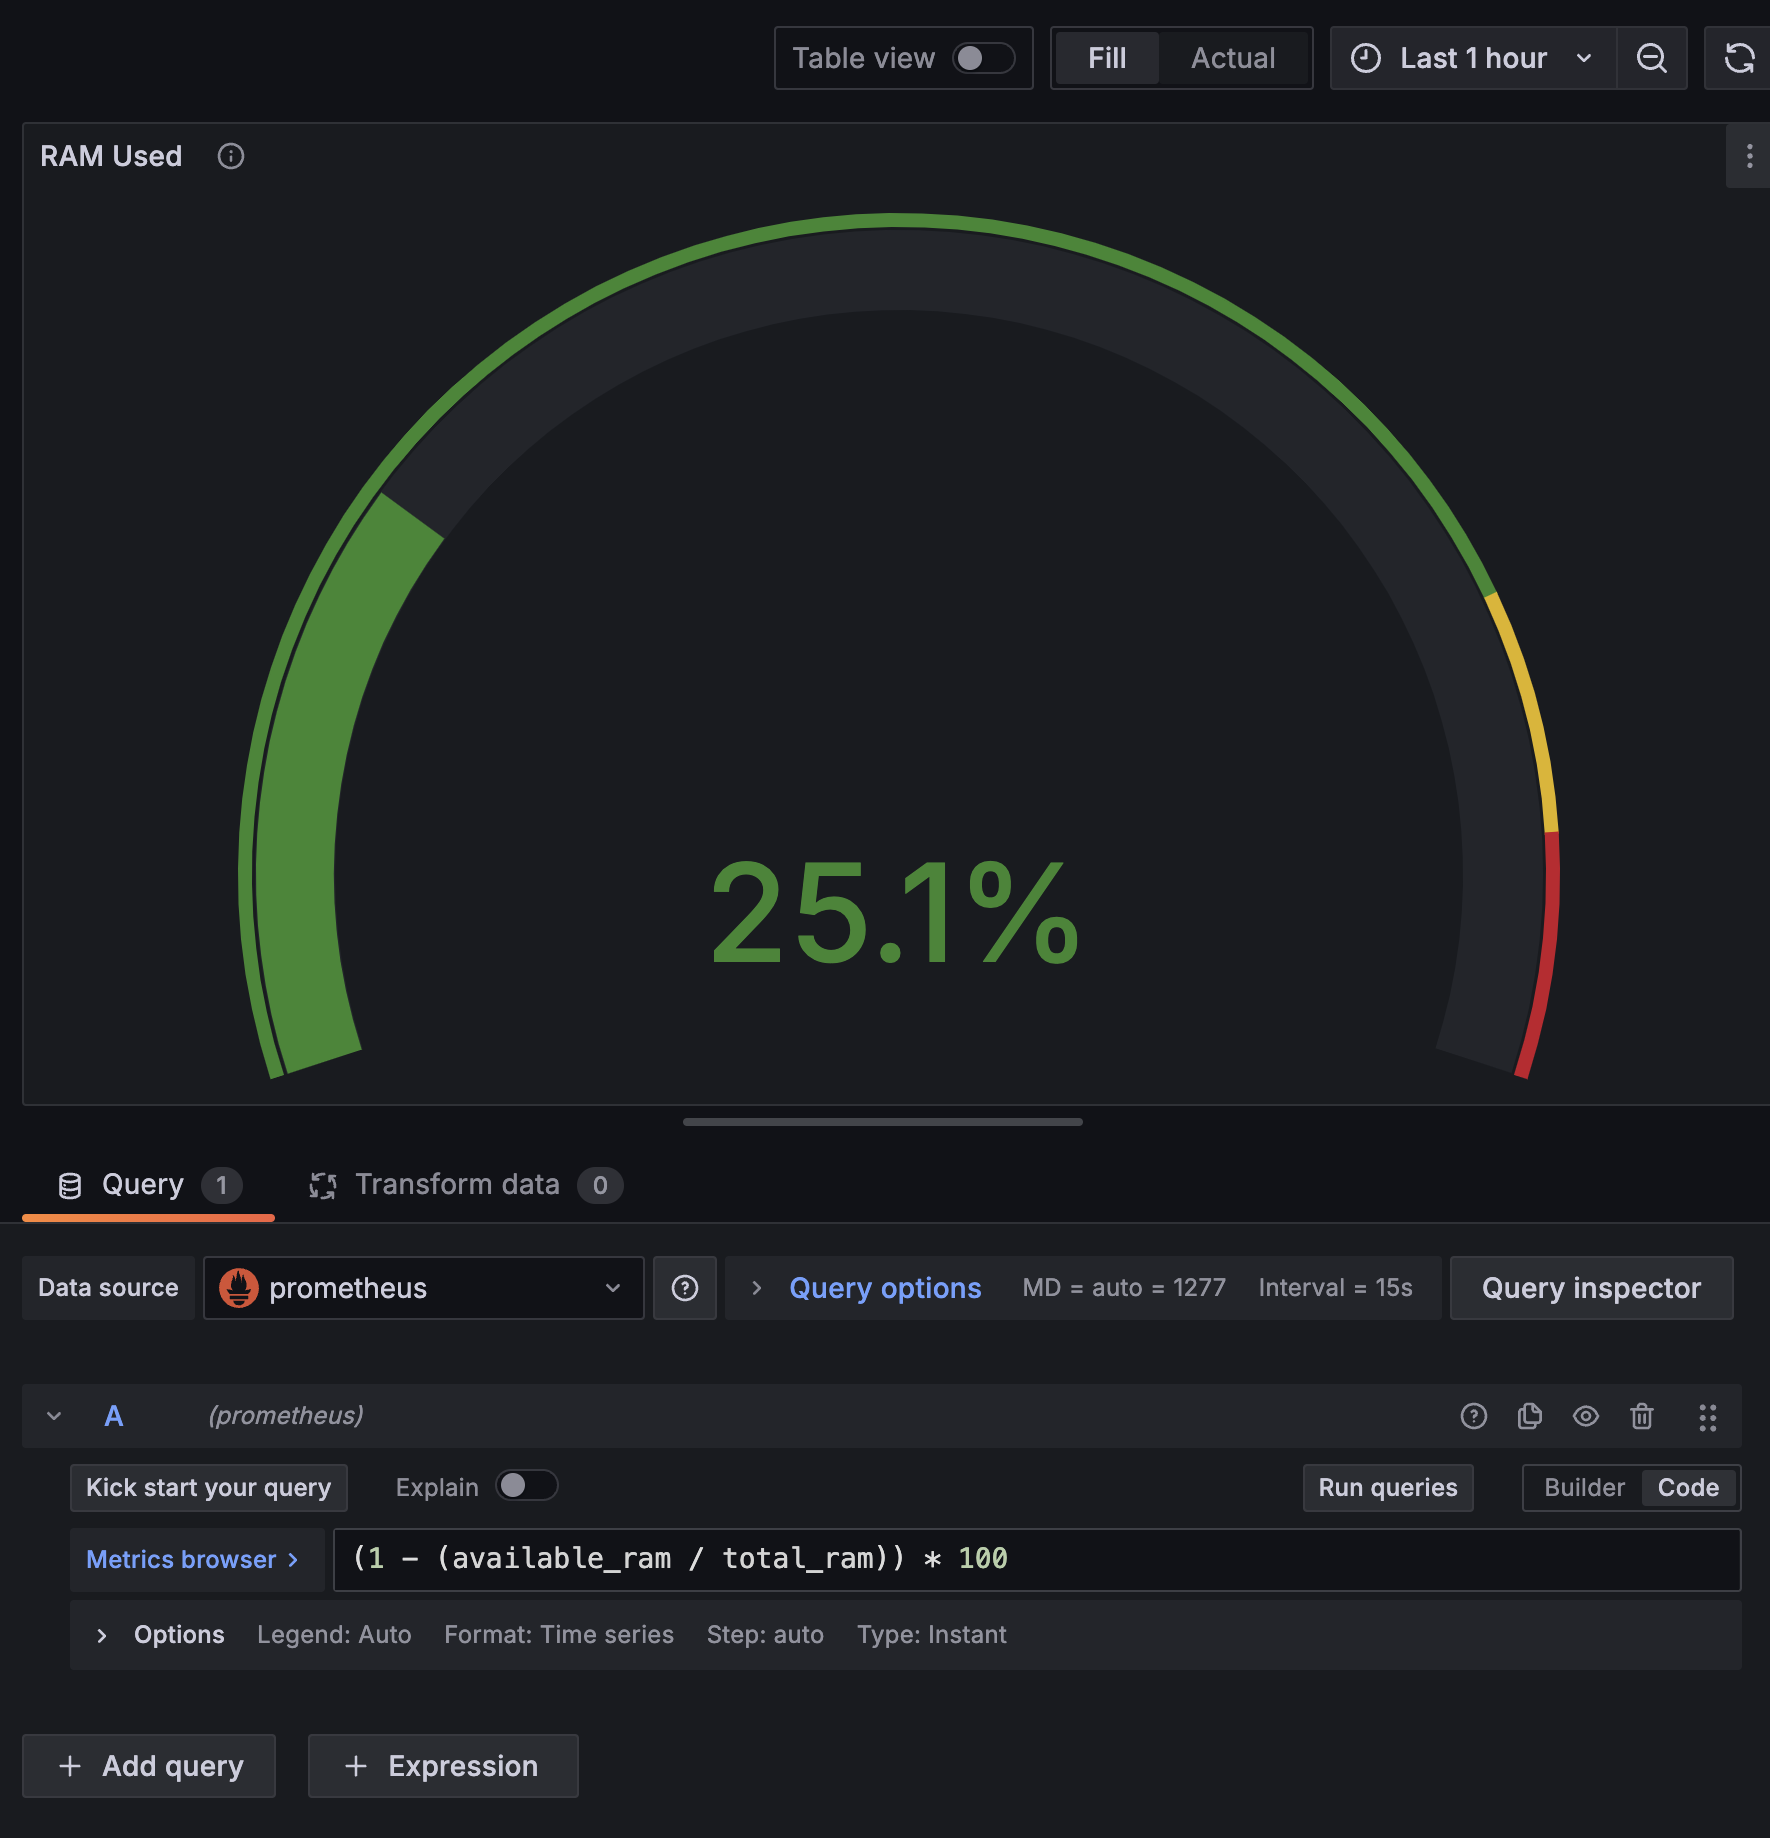 Table view Fill Actual Last 1 hour
RAM Used
25.1%
Query 1 Transform data 0
Data source prometheus Query options MD = auto = 1277 Interval = 15s Query inspector
A (prometheus)
Kick start your query Explain Run queries Builder Code
Metrics browser > (1 - (available_ram / total_ram)) * 100
Options Legend: Auto Format: Time series Step: auto Type: Instant
+ Add query + Expression